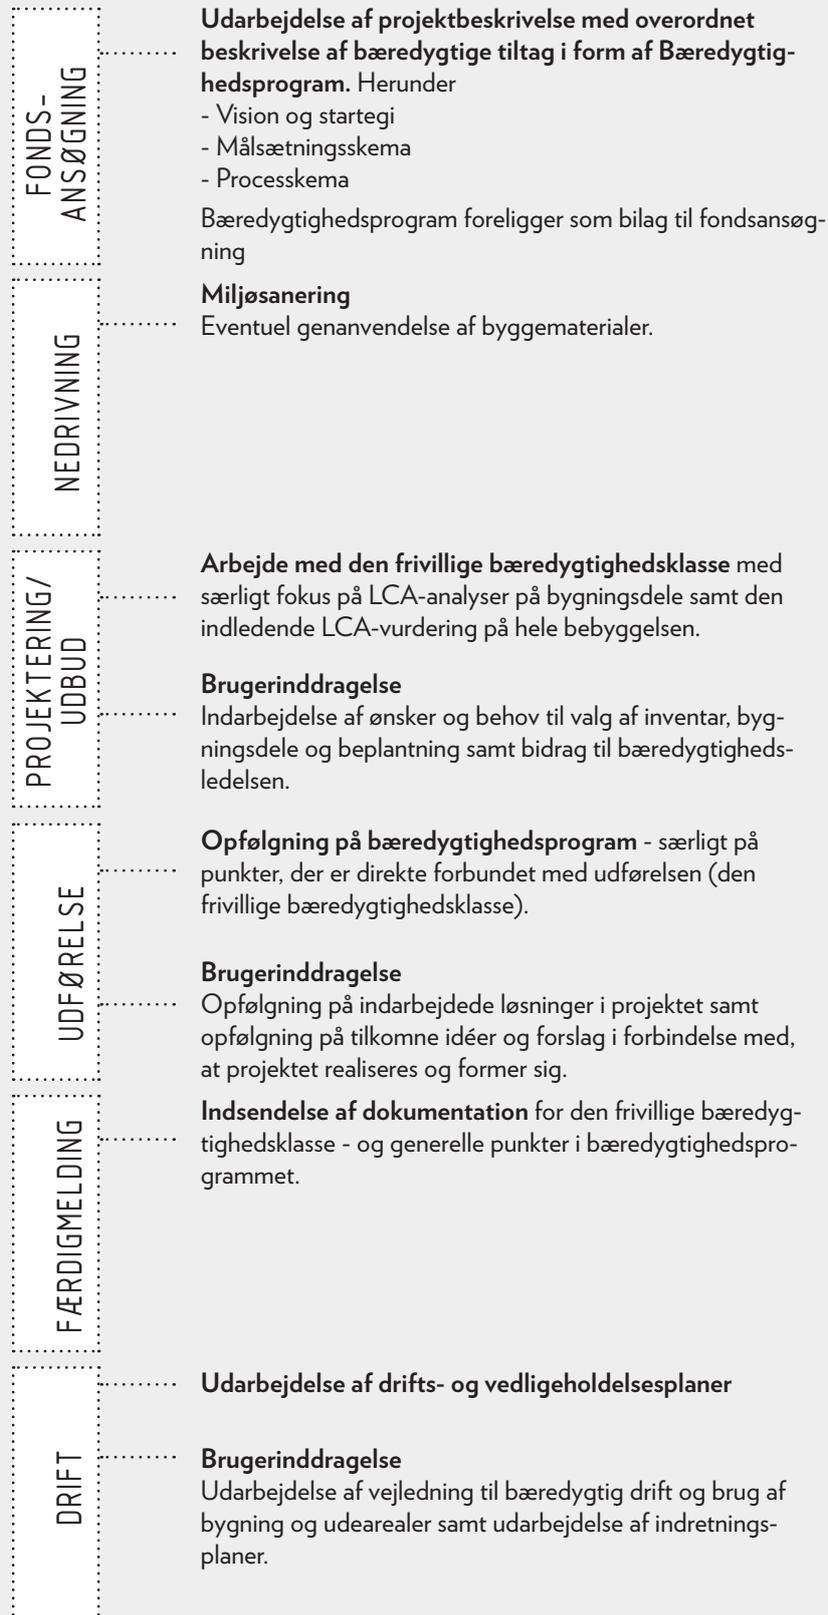 FONDS-
ANSØGNING
Udarbejdelse af projektbeskrivelse med overordnet
beskrivelse af bæredygtige tiltag i form af Bæredygtig-
hedsprogram. Herunder
- Vision og startegi
- Målsætningsskema
- Processkema
Bæredygtighedsprogram foreligger som bilag til fondsansøg-
ning
NEDRIVNING
Miljøsanering
Eventuel genanvendelse af byggematerialer.
PROJEKTERING/
UDBUD
Arbejde med den frivillige bæredygtighedsklasse med
særligt fokus på LCA-analyser på bygningsdele samt den
indledende LCA-vurdering på hele bebyggelsen.
Brugerinddragelse
Indarbejdelse af ønsker og behov til valg af inventar, byg-
ningsdele og beplantning samt bidrag til bæredygtigheds-
ledelsen.
UDFØRELSE
Opfølgning på bæredygtighedsprogram - særligt på
punkter, der er direkte forbundet med udførelsen (den
frivillige bæredygtighedsklasse).
Brugerinddragelse
Opfølgning på indarbejdede løsninger i projektet samt
opfølgning på tilkomne idéer og forslag i forbindelse med,
at projektet realiseres og former sig.
FÆRDIGMELDING
Indsendelse af dokumentation for den frivillige bæredyg-
tighedsklasse - og generelle punkter i bæredygtighedspro-
grammet.
DRIFT
Udarbejdelse af drifts- og vedligeholdelsesplaner
Brugerinddragelse
Udarbejdelse af vejledning til bæredygtig drift og brug af
bygning og udearealer samt udarbejdelse af indretnings-
planer.